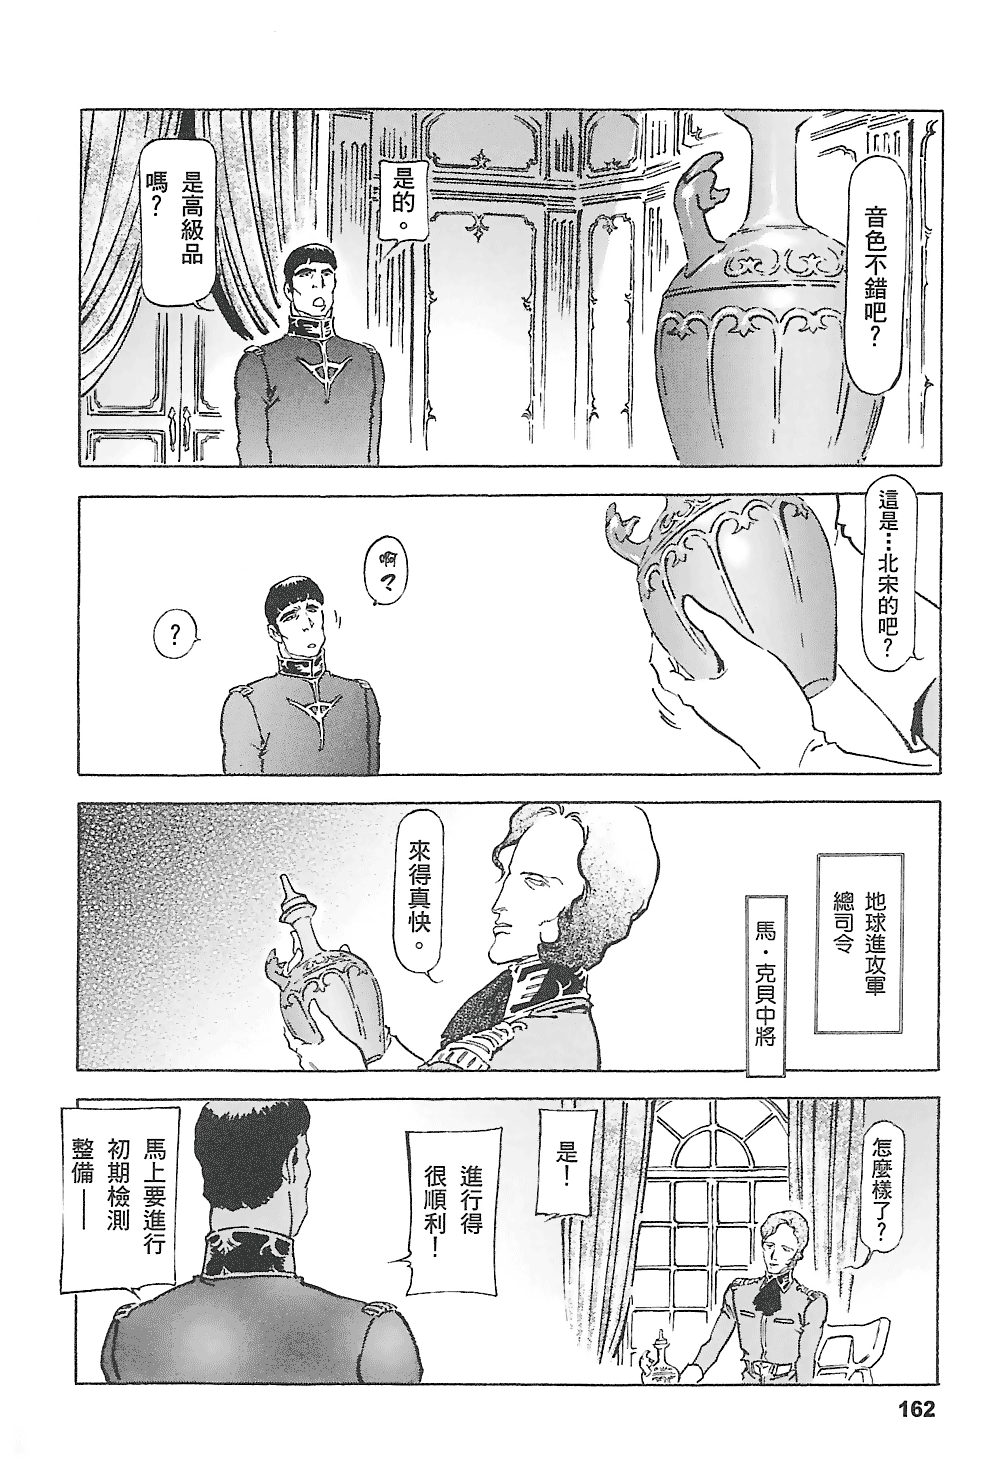 音色不錯吧？
是的。
是高級品
嗎？
這是…北宋的吧？
啊？
？
地球進攻軍
總司令
馬・克貝中將
來得真快。
怎麼樣了？
是！
進行得
很順利！
馬上要進行
初期檢測
整備——
162